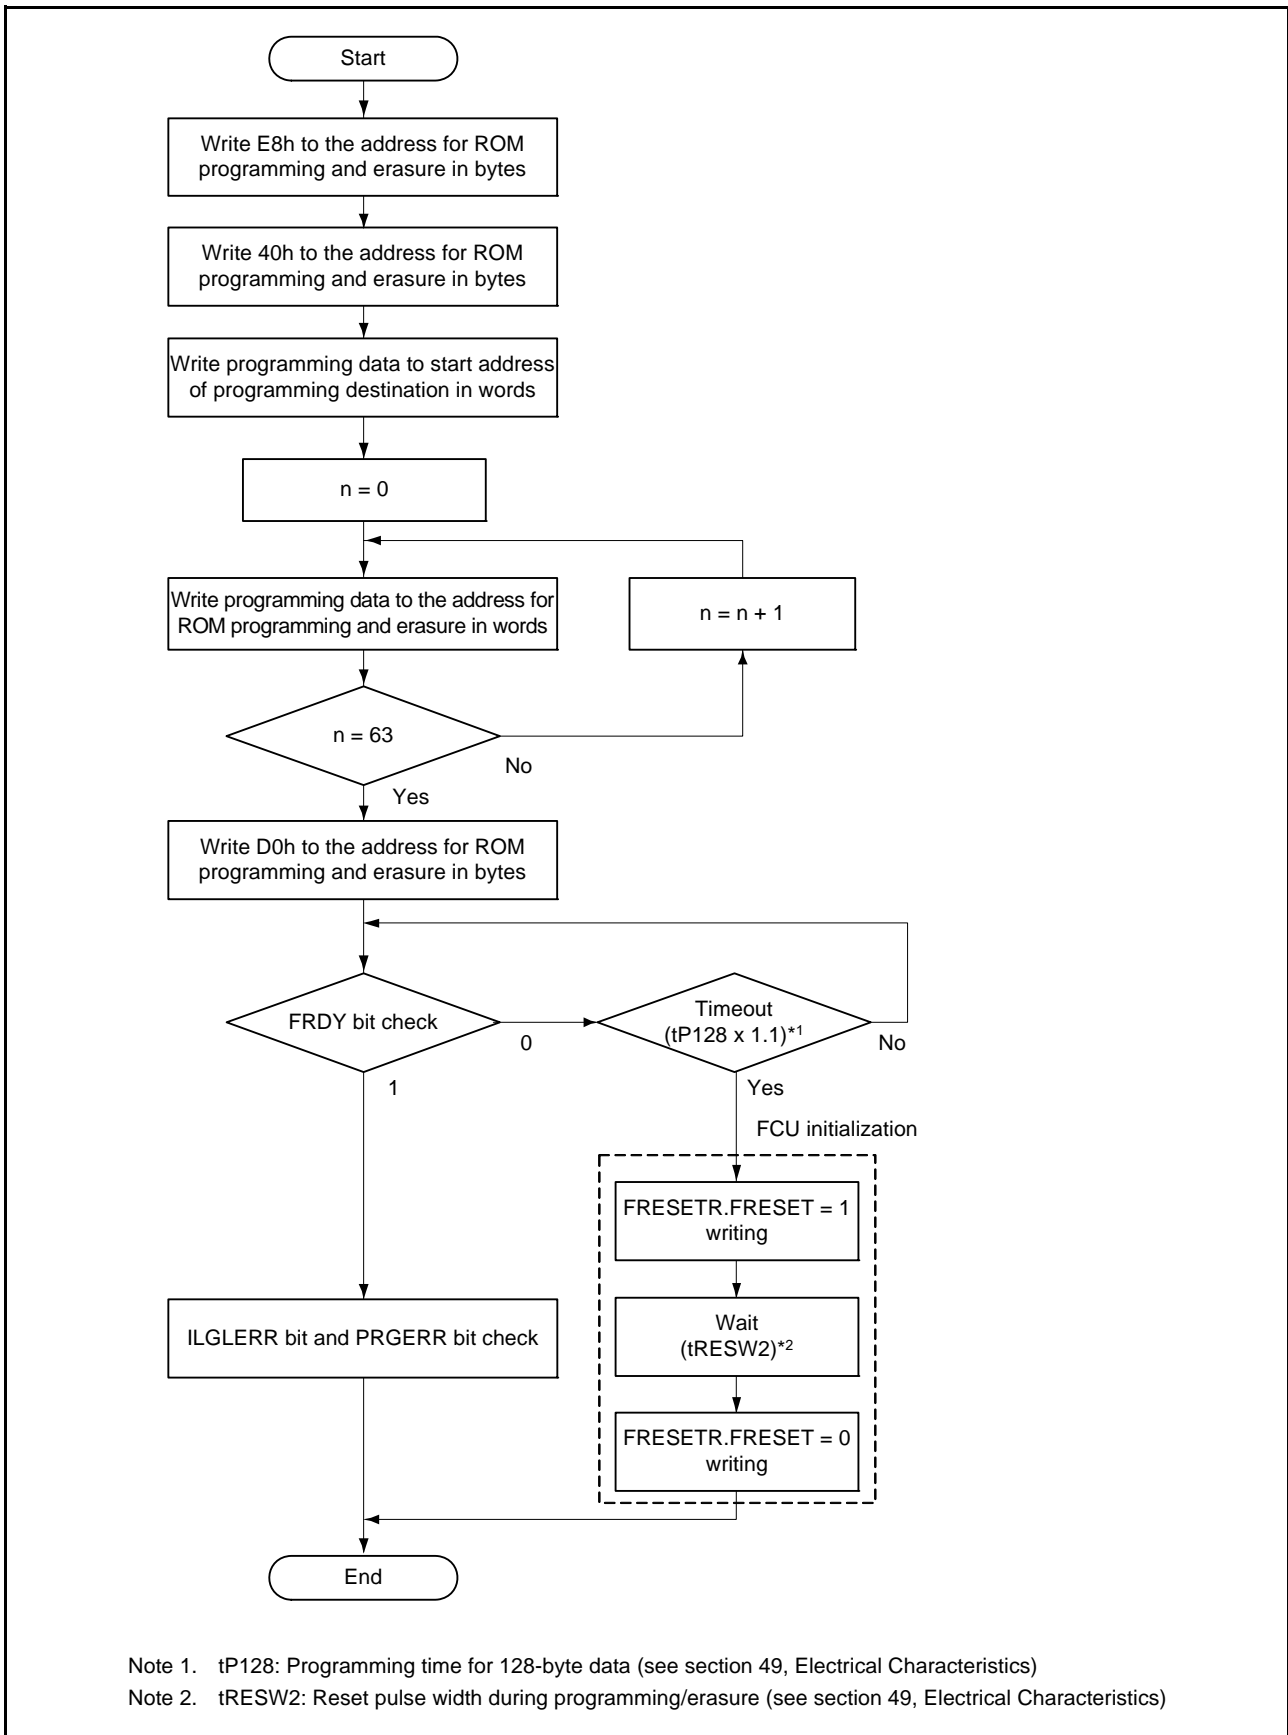 Start
Write E8h to the address for ROM
programming and erasure in bytes
Write 40h to the address for ROM
programming and erasure in bytes
Write programming data to start address
of programming destination in words
n = 0
Write programming data to the address for
ROM programming and erasure in words
n = n + 1
n = 63
No
Yes
Write D0h to the address for ROM
programming and erasure in bytes
FRDY bit check
0
Timeout
(tP128 x 1.1)*1
No
1
Yes
FCU initialization
FRESETR.FRESET = 1
writing
ILGLERR bit and PRGERR bit check
Wait
(tRESW2)*2
FRESETR.FRESET = 0
writing
End
Note 1. tP128: Programming time for 128-byte data (see section 49, Electrical Characteristics)
Note 2. tRESW2: Reset pulse width during programming/erasure (see section 49, Electrical Characteristics)